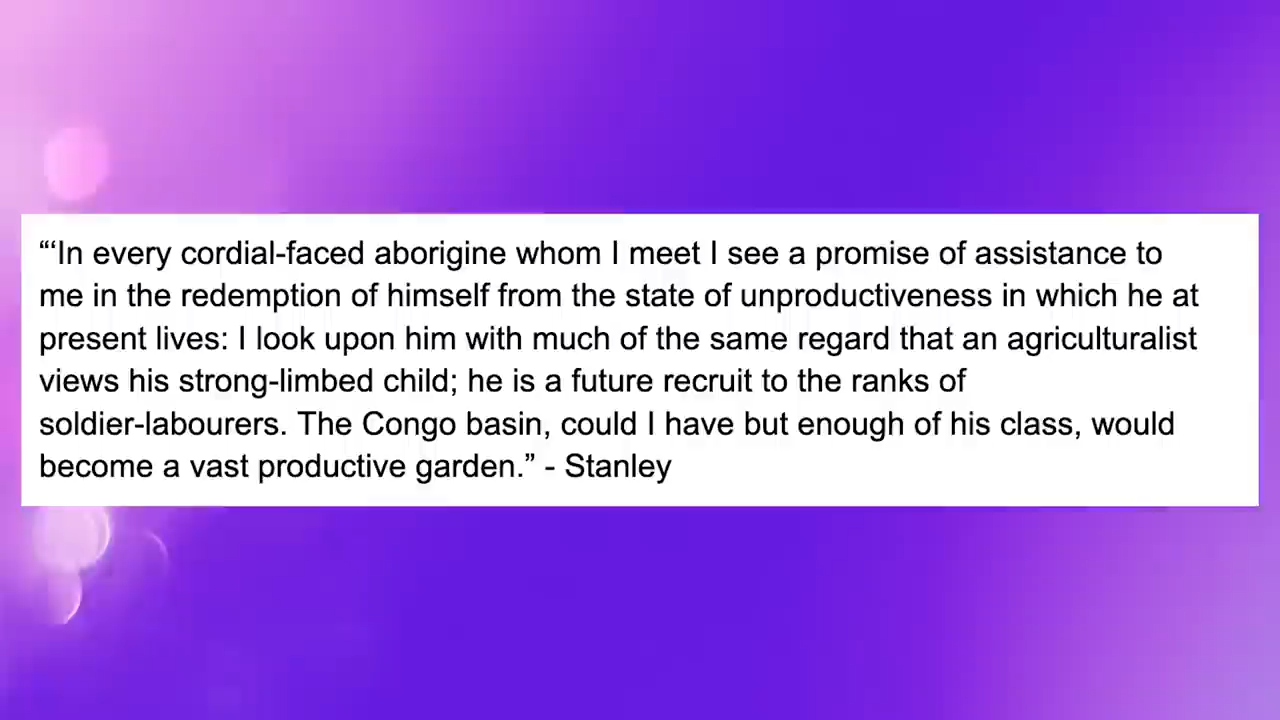 “‘In every cordial-faced aborigine whom I meet I see a promise of assistance to
me in the redemption of himself from the state of unproductiveness in which he at
present lives: I look upon him with much of the same regard that an agriculturalist
views his strong-limbed child; he is a future recruit to the ranks of
soldier-labourers. The Congo basin, could I have but enough of his class, would
become a vast productive garden.” - Stanley